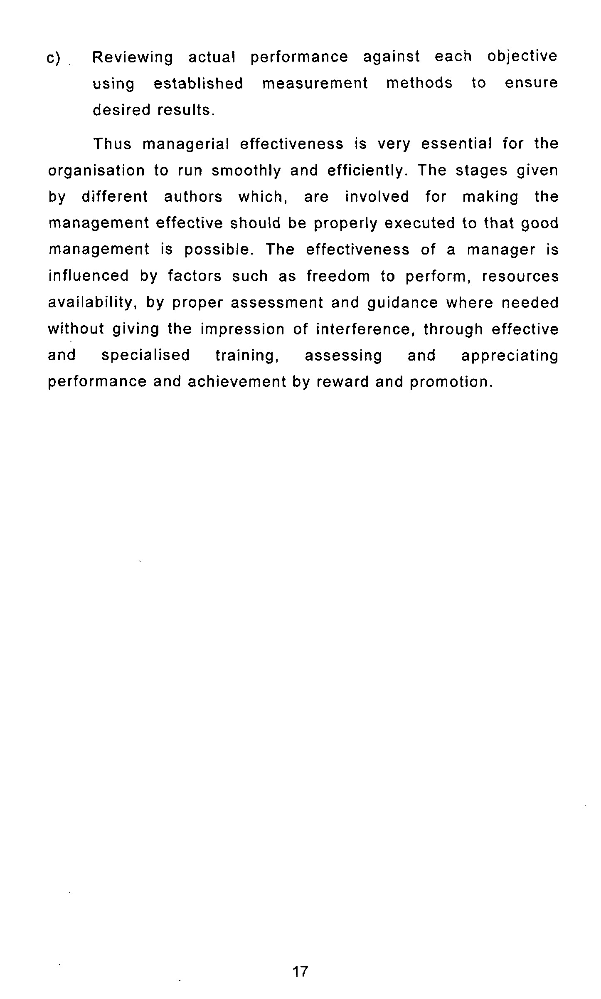 c) Reviewing actual performance against each objective
using established measurement methods to ensure
desired results.
Thus managerial effectiveness is very essential for the
organisation to run smoothly and efficiently. The stages given
by different authors which, are involved for making the
management effective should be properly executed to that good
management is possible. The effectiveness of a manager is
influenced by factors such as freedom to perform, resources
availability, by proper assessment and guidance where needed
without giving the impression of interference, through effective
and specialised training, assessing and appreciating
performance and achievement by reward and promotion.
17